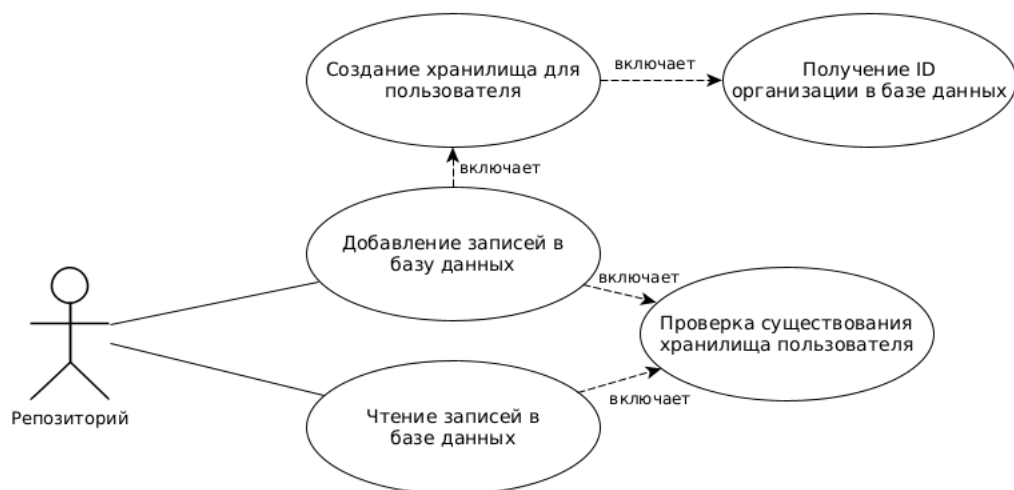 Создание хранилища для
пользователя
включает
Получение ID
организации в базе данных
включает
Добавление записей в
базу данных
включает
Проверка существования
хранилища пользователя
включает
Чтение записей в
базе данных
Репозиторий